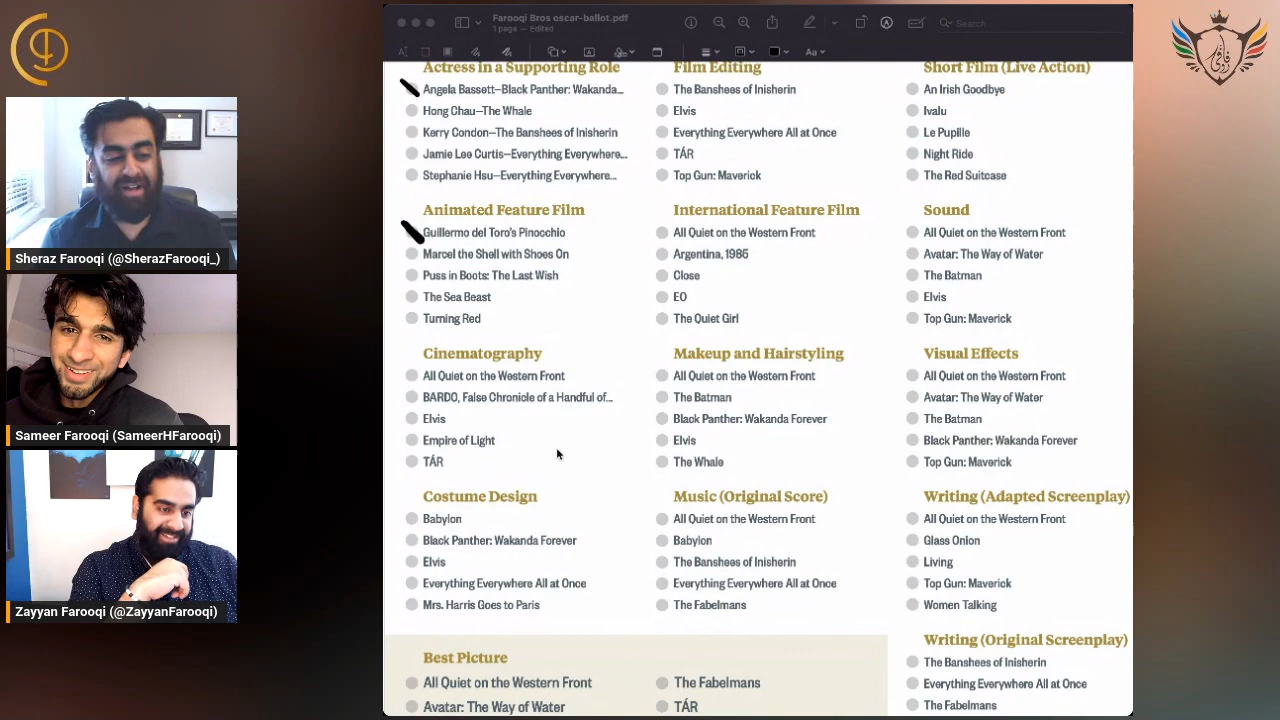 Farooqi Bros oscar-ballot.pdf
1 page – Edited
Search
Aa
Sheraz Farooqi (@SherazFarooqi_)
Sameer Farooqi (SameerHFarooqi)
Zayyan Farooqi (@ZayyanFarooqi)
Actress in a Supporting Role
Angela Bassett–Black Panther: Wakanda...
Hong Chau–The Whale
Kerry Condon–The Banshees of Inisherin
Jamie Lee Curtis–Everything Everywhere...
Stephanie Hsu–Everything Everywhere...
Animated Feature Film
Guillermo del Toro's Pinocchio
Marcel the Shell with Shoes On
Puss in Boots: The Last Wish
The Sea Beast
Turning Red
Cinematography
All Quiet on the Western Front
BARDO, False Chronicle of a Handful of...
Elvis
Empire of Light
TÁR
Costume Design
Babylon
Black Panther: Wakanda Forever
Elvis
Everything Everywhere All at Once
Mrs. Harris Goes to Paris
Film Editing
The Banshees of Inisherin
Elvis
Everything Everywhere All at Once
TÁR
Top Gun: Maverick
International Feature Film
All Quiet on the Western Front
Argentina, 1985
Close
EO
The Quiet Girl
Makeup and Hairstyling
All Quiet on the Western Front
The Batman
Black Panther: Wakanda Forever
Elvis
The Whale
Music (Original Score)
All Quiet on the Western Front
Babylon
The Banshees of Inisherin
Everything Everywhere All at Once
The Fabelmans
Best Picture
All Quiet on the Western Front
Avatar: The Way of Water
The Fabelmans
TÁR
Short Film (Live Action)
An Irish Goodbye
Ivalu
Le Pupille
Night Ride
The Red Suitcase
Sound
All Quiet on the Western Front
Avatar: The Way of Water
The Batman
Elvis
Top Gun: Maverick
Visual Effects
All Quiet on the Western Front
Avatar: The Way of Water
The Batman
Black Panther: Wakanda Forever
Top Gun: Maverick
Writing (Adapted Screenplay)
All Quiet on the Western Front
Glass Onion
Living
Top Gun: Maverick
Women Talking
Writing (Original Screenplay)
The Banshees of Inisherin
Everything Everywhere All at Once
The Fabelmans